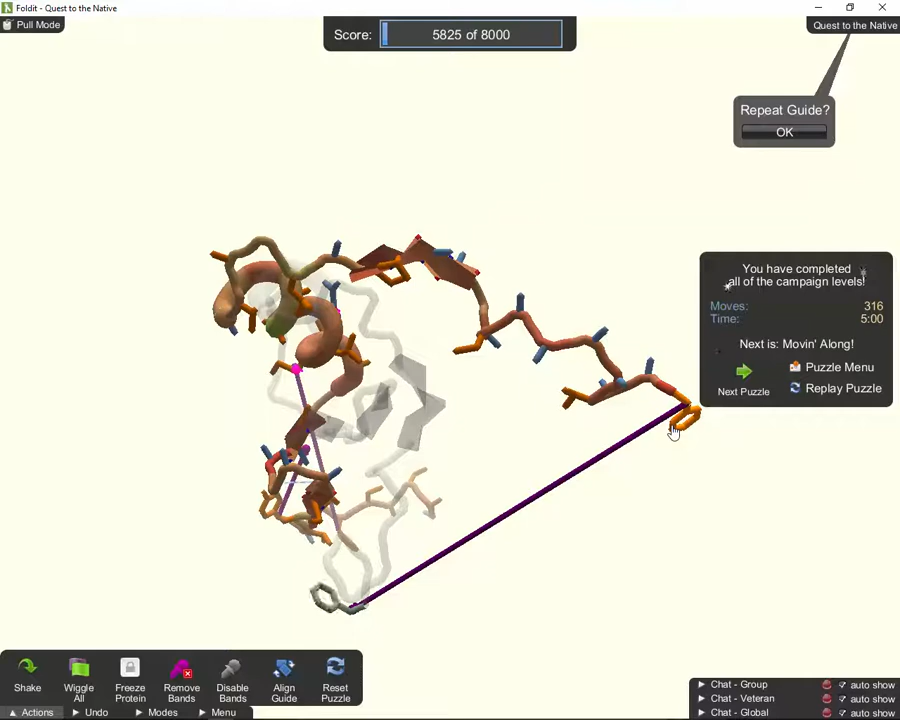 Foldit - Quest to the Native
Pull Mode
Score: 5825 of 8000
Quest to the Native
Repeat Guide?
OK
You have completed
all of the campaign levels!
Moves: 316
Time: 5:00
Next is: Movin' Along!
Next Puzzle
Puzzle Menu
Replay Puzzle
Shake
Wiggle All
Freeze Protein
Remove Bands
Disable Bands
Align Guide
Reset Puzzle
Actions Undo Modes Menu
Chat - Group auto show
Chat - Veteran auto show
Chat - Global auto show